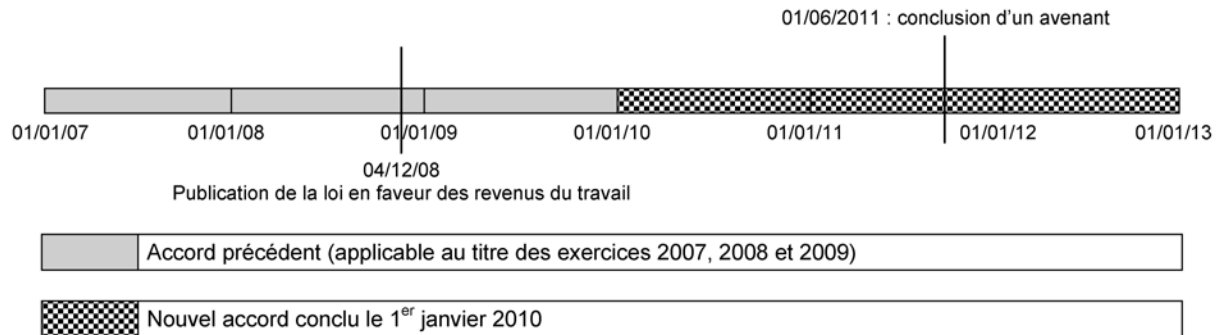 01/06/2011 : conclusion d'un avenant
01/01/07 01/01/08 01/01/09 01/01/10 01/01/11 01/01/12 01/01/13
04/12/08
Publication de la loi en faveur des revenus du travail
Accord précédent (applicable au titre des exercices 2007, 2008 et 2009)
Nouvel accord conclu le 1er janvier 2010